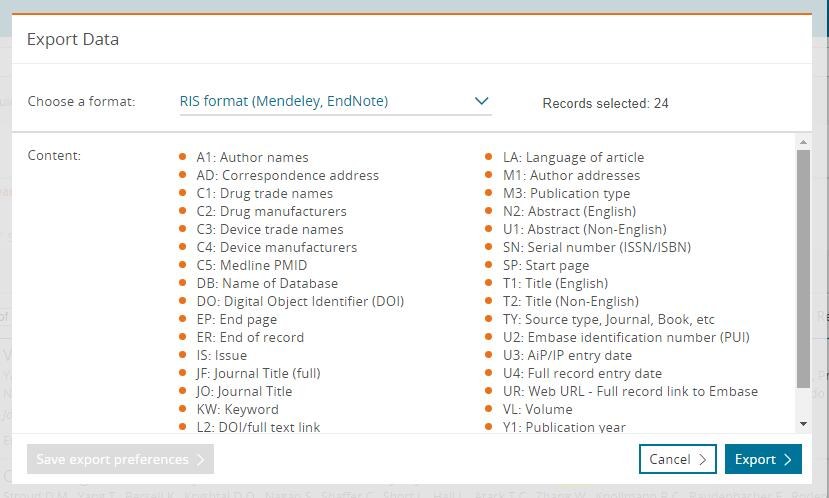 Export Data
Choose a format:
RIS format (Mendeley, EndNote)
Records selected: 24
Content:
A1: Author names
AD: Correspondence address
C1: Drug trade names
C2: Drug manufacturers
C3: Device trade names
C4: Device manufacturers
C5: Medline PMID
DB: Name of Database
DO: Digital Object Identifier (DOI)
EP: End page
ER: End of record
IS: Issue
JF: Journal Title (full)
JO: Journal Title
KW: Keyword
L2: DOI/full text link
LA: Language of article
M1: Author addresses
M3: Publication type
N2: Abstract (English)
U1: Abstract (Non-English)
SN: Serial number (ISSN/ISBN)
SP: Start page
T1: Title (English)
T2: Title (Non-English)
TY: Source type, Journal, Book, etc
U2: Embase identification number (PUI)
U3: AiP/IP entry date
U4: Full record entry date
UR: Web URL - Full record link to Embase
VL: Volume
Y1: Publication year
Save export preferences
Cancel
Export